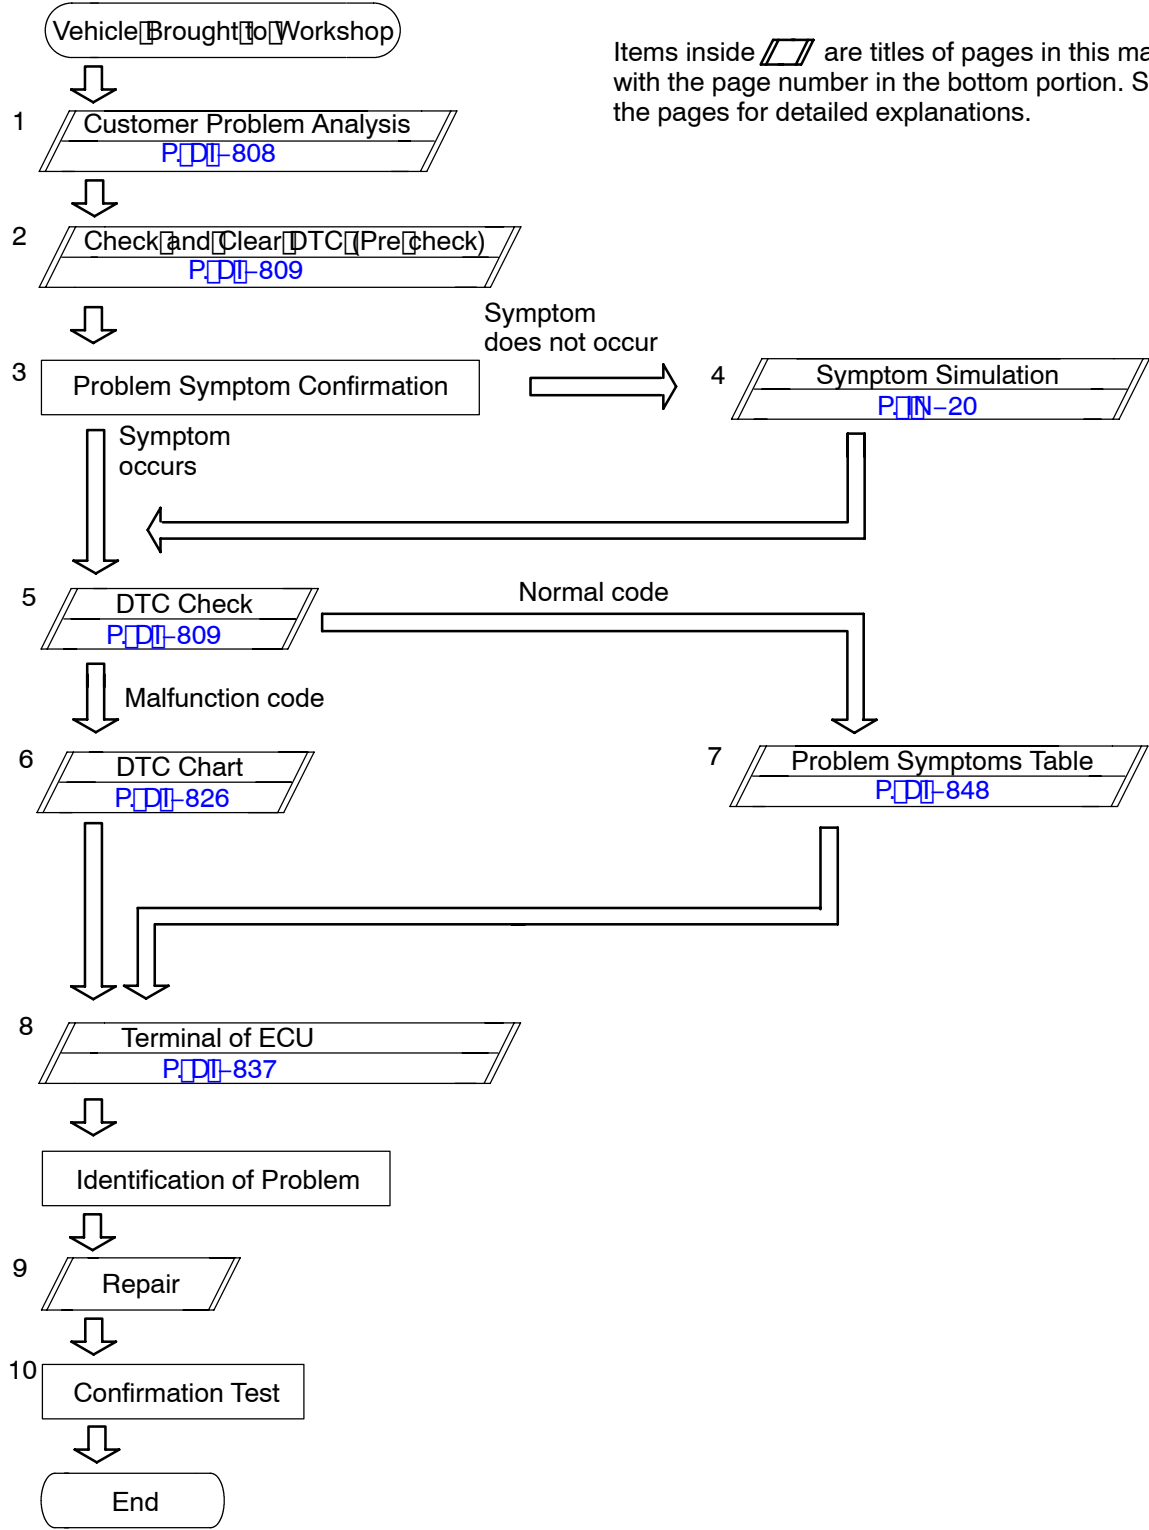 Vehicle Brought to Workshop
Items inside are titles of pages in this ma
with the page number in the bottom portion. S
the pages for detailed explanations.
1
Customer Problem Analysis
P. DI–808
2
Check and Clear DTC (Pre check)
P. DI–809
Symptom
does not occur
3
Problem Symptom Confirmation
4
Symptom Simulation
P. IN–20
Symptom
occurs
5
DTC Check
P. DI–809
Normal code
Malfunction code
6
DTC Chart
P. DI–826
7
Problem Symptoms Table
P. DI–848
8
Terminal of ECU
P. DI–837
Identification of Problem
9
Repair
10
Confirmation Test
End